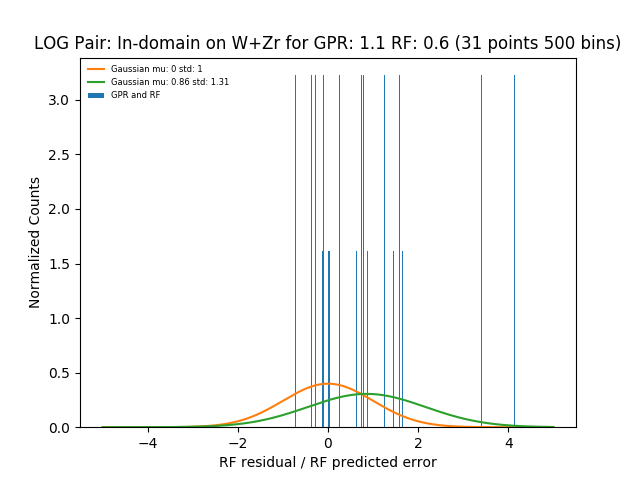 LOG Pair: In-domain on W+Zr for GPR: 1.1 RF: 0.6 (31 points 500 bins)
Gaussian mu: 0 std: 1
Gaussian mu: 0.86 std: 1.31
GPR and RF
Normalized Counts
3.0
2.5
2.0
1.5
1.0
0.5
0.0
−4
−2
0
2
4
RF residual / RF predicted error